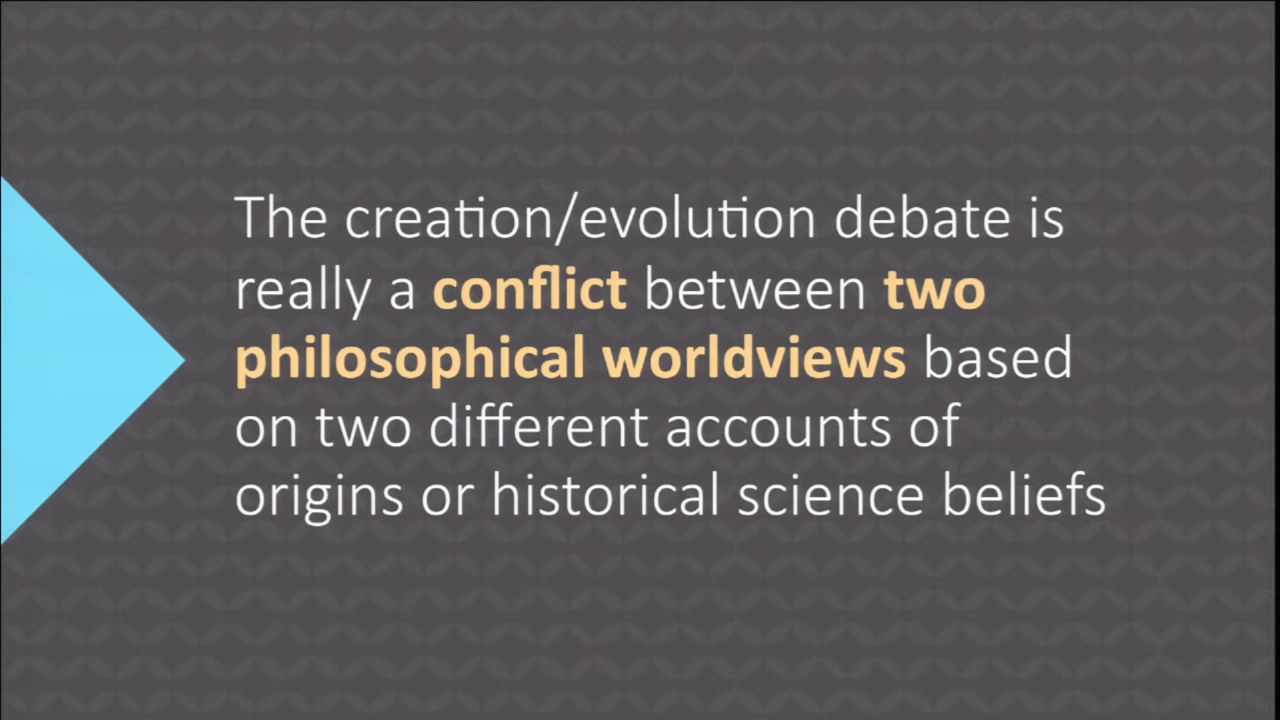 The creation/evolution debate is
really a conflict between two
philosophical worldviews based
on two different accounts of
origins or historical science beliefs